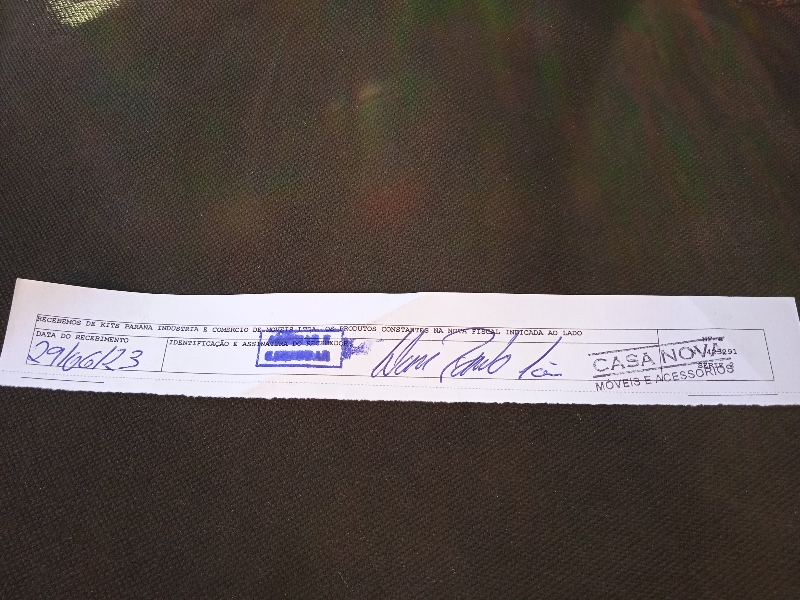 RECEBEMOS DE KITS PARANA INDUSTRIA E COMERCIO DE MOVEIS LTDA. OS PRODUTOS CONSTANTES NA NOTA FISCAL INDICADA AO LADO
DATA DO RECEBIMENTO
29/06/23
IDENTIFICAÇÃO E ASSINATURA DO RECEBEDOR
CASA NOVA
MÓVEIS E ACESSÓRIOS